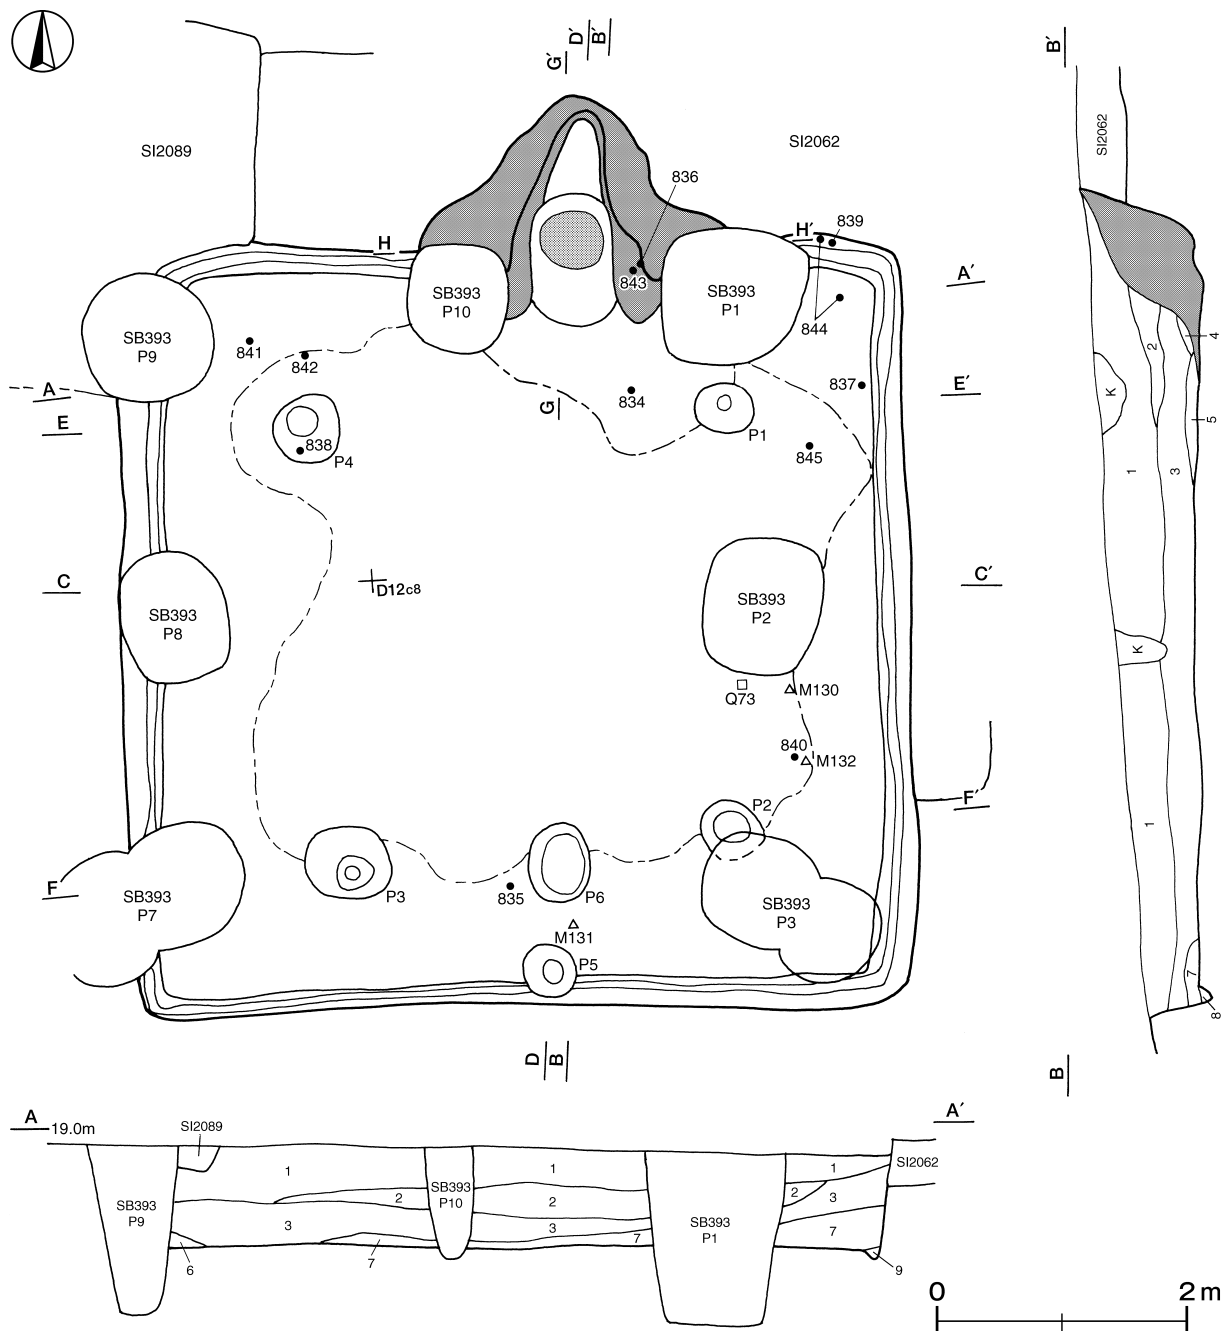 G´
D´
B´
B´
SI2089
SI2062
SI2062
836
H
H´
839
A´
843
SB393
P10
SB393
P1
844
SB393
P9
841
842
837
E´
A
E
G
834
P1
838
P4
845
4
2
K
5
1
3
C
D12c8
C´
SB393
P8
SB393
P2
K
Q73
M130
840
M132
F´
P2
1
F
SB393
P7
P3
835
P6
SB393
P3
M131
P5
7
8
D
B
B
A
19.0m
SI2089
A´
1
1
1
SI2062
SB393
P9
2
SB393
P10
2
2
3
3
3
SB393
P1
7
7
6
7
9
0
2m